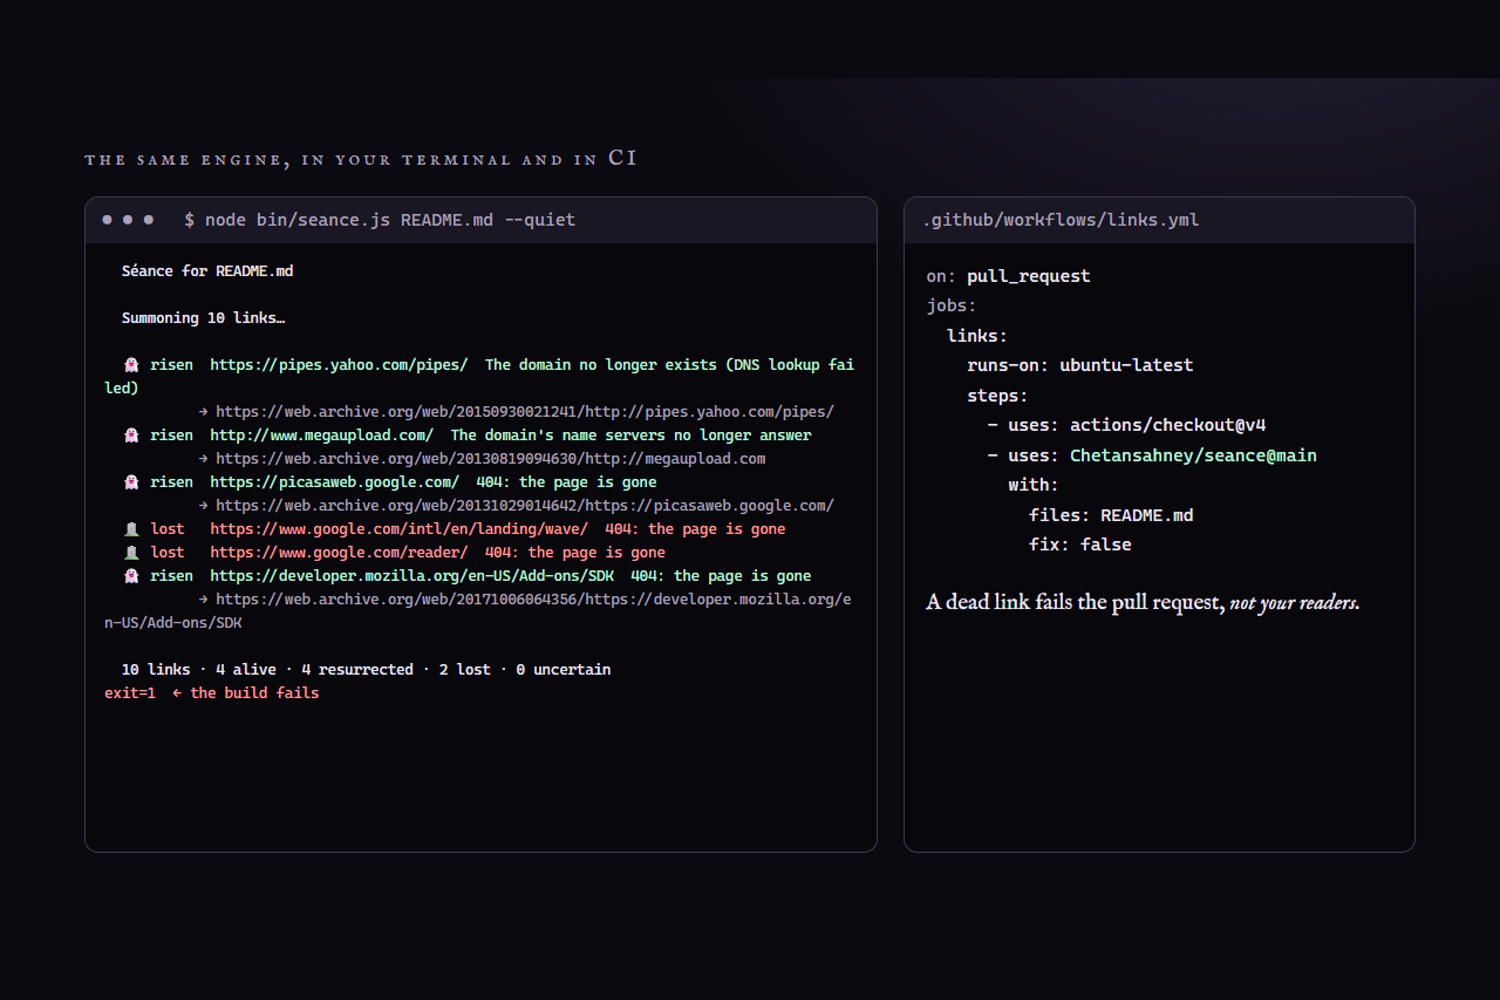 THE SAME ENGINE, IN YOUR TERMINAL AND IN CI
$ node bin/seance.js README.md --quiet
Séance for README.md
Summoning 10 links…
👻 risen https://pipes.yahoo.com/pipes/ The domain no longer exists (DNS lookup fai
led)
→ https://web.archive.org/web/20150930021241/http://pipes.yahoo.com/pipes/
👻 risen http://www.megaupload.com/ The domain's name servers no longer answer
→ https://web.archive.org/web/20130819094630/http://megaupload.com
👻 risen https://picasaweb.google.com/ 404: the page is gone
→ https://web.archive.org/web/20131029014642/https://picasaweb.google.com/
🪦 lost https://www.google.com/intl/en/landing/wave/ 404: the page is gone
🪦 lost https://www.google.com/reader/ 404: the page is gone
👻 risen https://developer.mozilla.org/en-US/Add-ons/SDK 404: the page is gone
→ https://web.archive.org/web/20171006064356/https://developer.mozilla.org/e
n-US/Add-ons/SDK
10 links · 4 alive · 4 resurrected · 2 lost · 0 uncertain
exit=1 ← the build fails
.github/workflows/links.yml
on: pull_request
jobs:
links:
runs-on: ubuntu-latest
steps:
- uses: actions/checkout@v4
- uses: Chetansahney/seance@main
with:
files: README.md
fix: false
A dead link fails the pull request, not your readers.